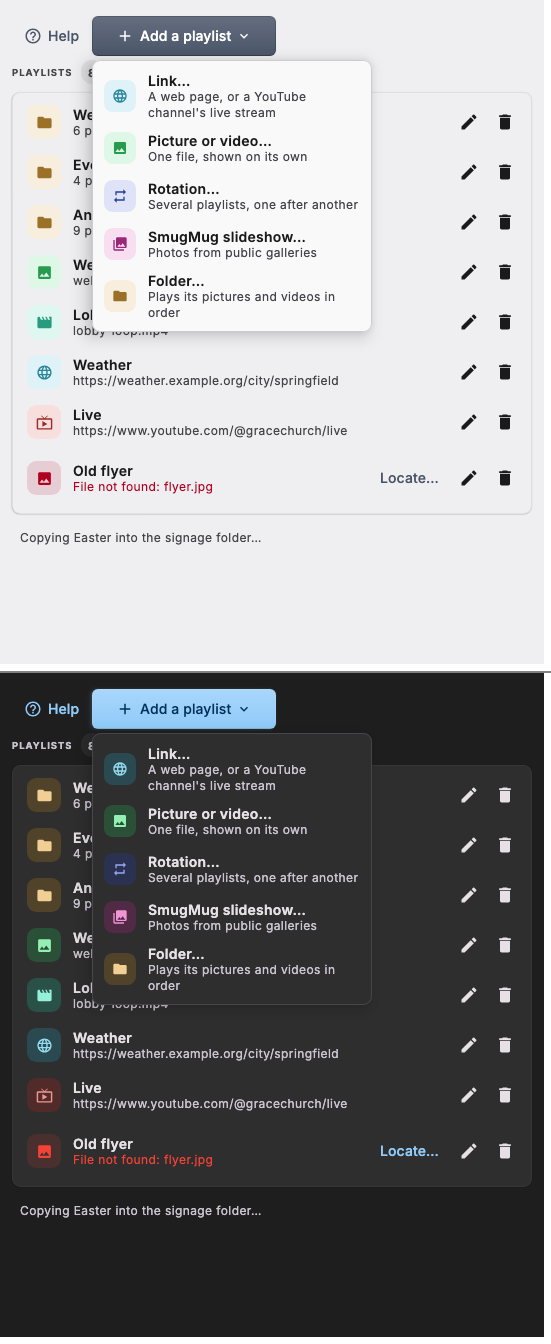 Help
Add a playlist
PLAYLISTS
Link...
A web page, or a YouTube
channel's live stream
Picture or video...
One file, shown on its own
Rotation...
Several playlists, one after another
SmugMug slideshow...
Photos from public galleries
Folder...
Plays its pictures and videos in
order
lobby-loop.mp4
Weather
https://weather.example.org/city/springfield
Live
https://www.youtube.com/@gracechurch/live
Old flyer
File not found: flyer.jpg
Locate...
Copying Easter into the signage folder...
Help
Add a playlist
PLAYLISTS
Link...
A web page, or a YouTube
channel's live stream
Picture or video...
One file, shown on its own
Rotation...
Several playlists, one after another
SmugMug slideshow...
Photos from public galleries
Folder...
Plays its pictures and videos in
order
lobby-loop.mp4
Weather
https://weather.example.org/city/springfield
Live
https://www.youtube.com/@gracechurch/live
Old flyer
File not found: flyer.jpg
Locate...
Copying Easter into the signage folder...